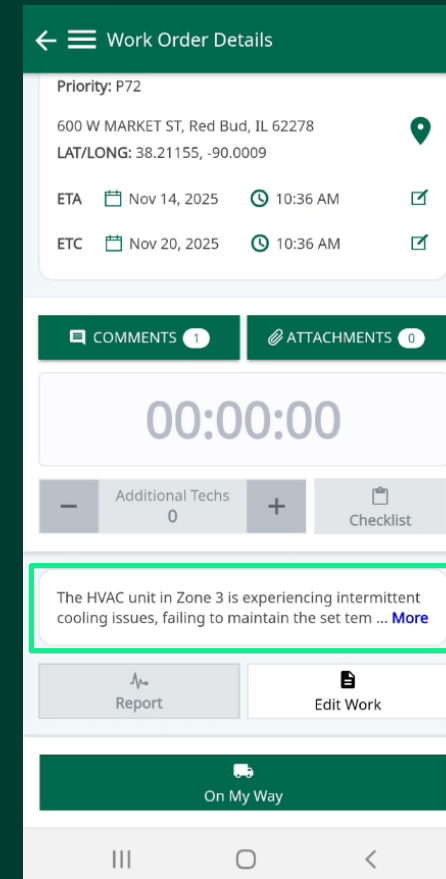 Work Order Details
Priority: P72
600 W MARKET ST, Red Bud, IL 62278
LAT/LONG: 38.21155, -90.0009
ETA Nov 14, 2025 10:36 AM
ETC Nov 20, 2025 10:36 AM
COMMENTS 1 ATTACHMENTS 0
00:00:00
Additional Techs
0
Checklist
The HVAC unit in Zone 3 is experiencing intermittent
cooling issues, failing to maintain the set tem ... More
Report Edit Work
On My Way